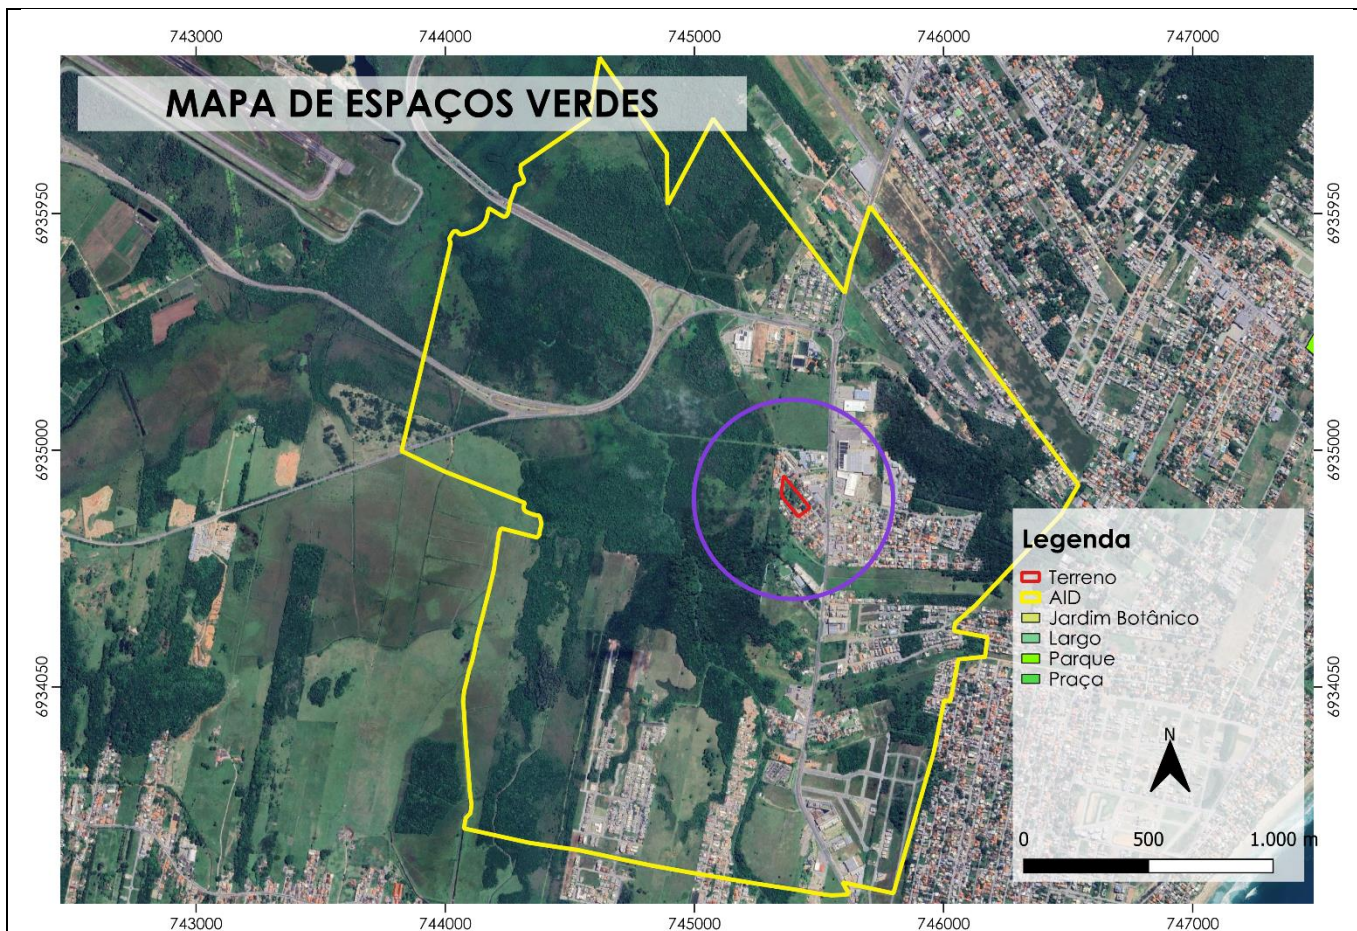 743000 744000 745000 746000 747000
MAPA DE ESPAÇOS VERDES
6935950 6935950
6935000 6935000
Legenda
Terreno
AID
Jardim Botânico
Largo
Parque
Praça
6934050 6934050
N
0 500 1.000 m
743000 744000 745000 746000 747000